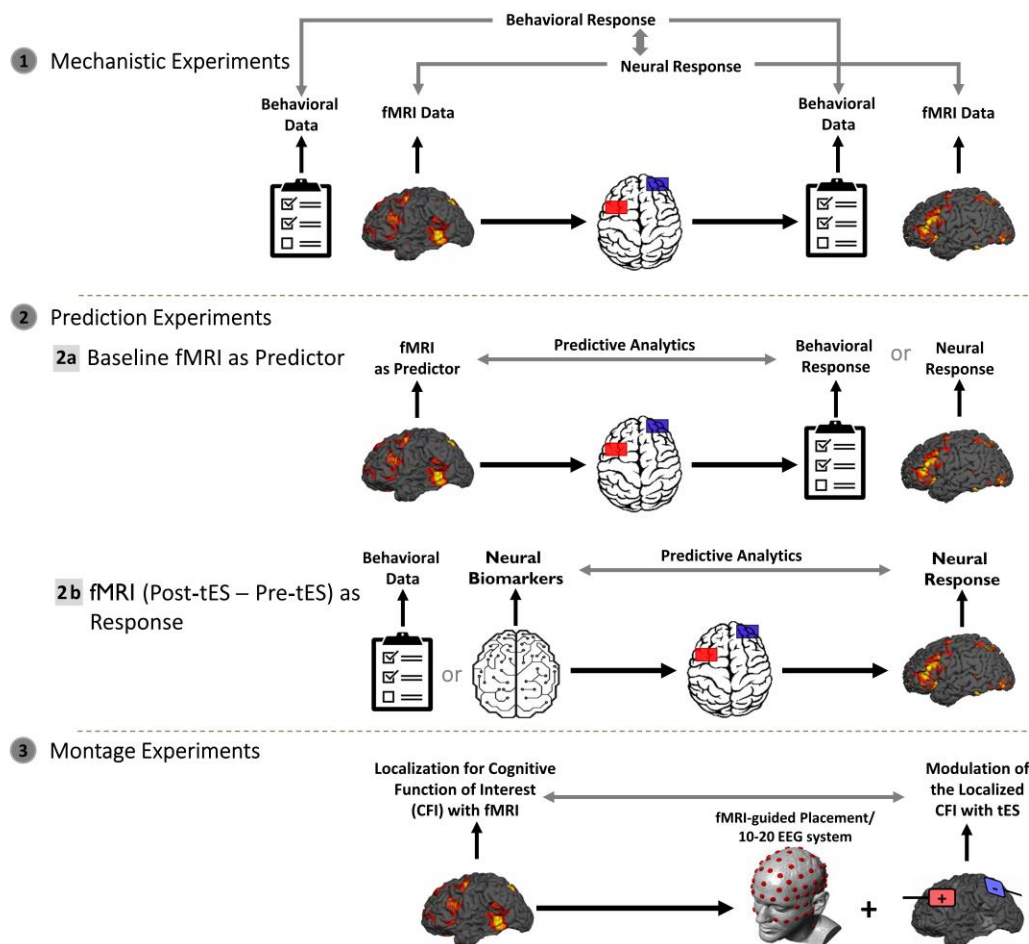 Behavioral Response
1 Mechanistic Experiments
Neural Response
Behavioral
Data
fMRI Data
Behavioral
Data
fMRI Data
2 Prediction Experiments
2a Baseline fMRI as Predictor
fMRI
as Predictor
Predictive Analytics
Behavioral
Response
or
Neural
Response
2b fMRI (Post-tES – Pre-tES) as
Response
Behavioral
Data
or
Neural
Biomarkers
Predictive Analytics
Neural
Response
3 Montage Experiments
Localization for Cognitive
Function of Interest
(CFI) with fMRI
fMRI-guided Placement/
10-20 EEG system
+
Modulation of
the Localized
CFI with tES
+
-